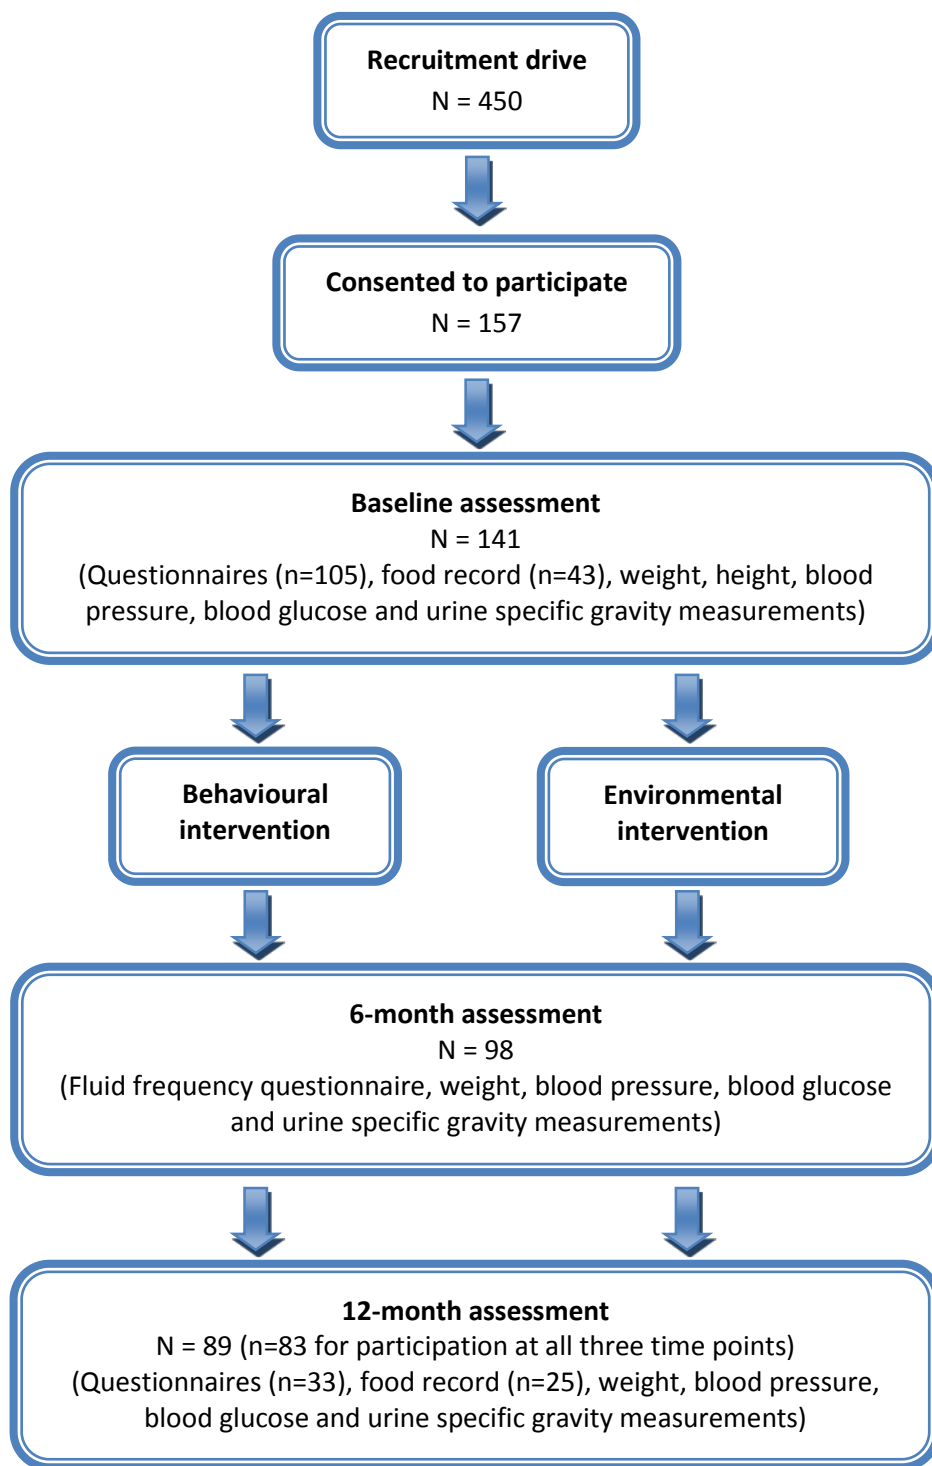 Recruitment drive
N = 450
Consented to participate
N = 157
Baseline assessment
N = 141
(Questionnaires (n=105), food record (n=43), weight, height, blood
pressure, blood glucose and urine specific gravity measurements)
Behavioural
intervention
Environmental
intervention
6-month assessment
N = 98
(Fluid frequency questionnaire, weight, blood pressure, blood glucose
and urine specific gravity measurements)
12-month assessment
N = 89 (n=83 for participation at all three time points)
(Questionnaires (n=33), food record (n=25), weight, blood pressure,
blood glucose and urine specific gravity measurements)